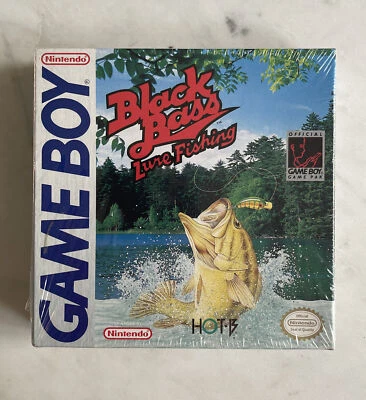 Nintendo
GAME BOY
®
Black
Bass
Lure Fishing
OFFICIAL
GAME BOY
GAME PAK
Nintendo
HOT·B
Official
Nintendo
Seal of Quality